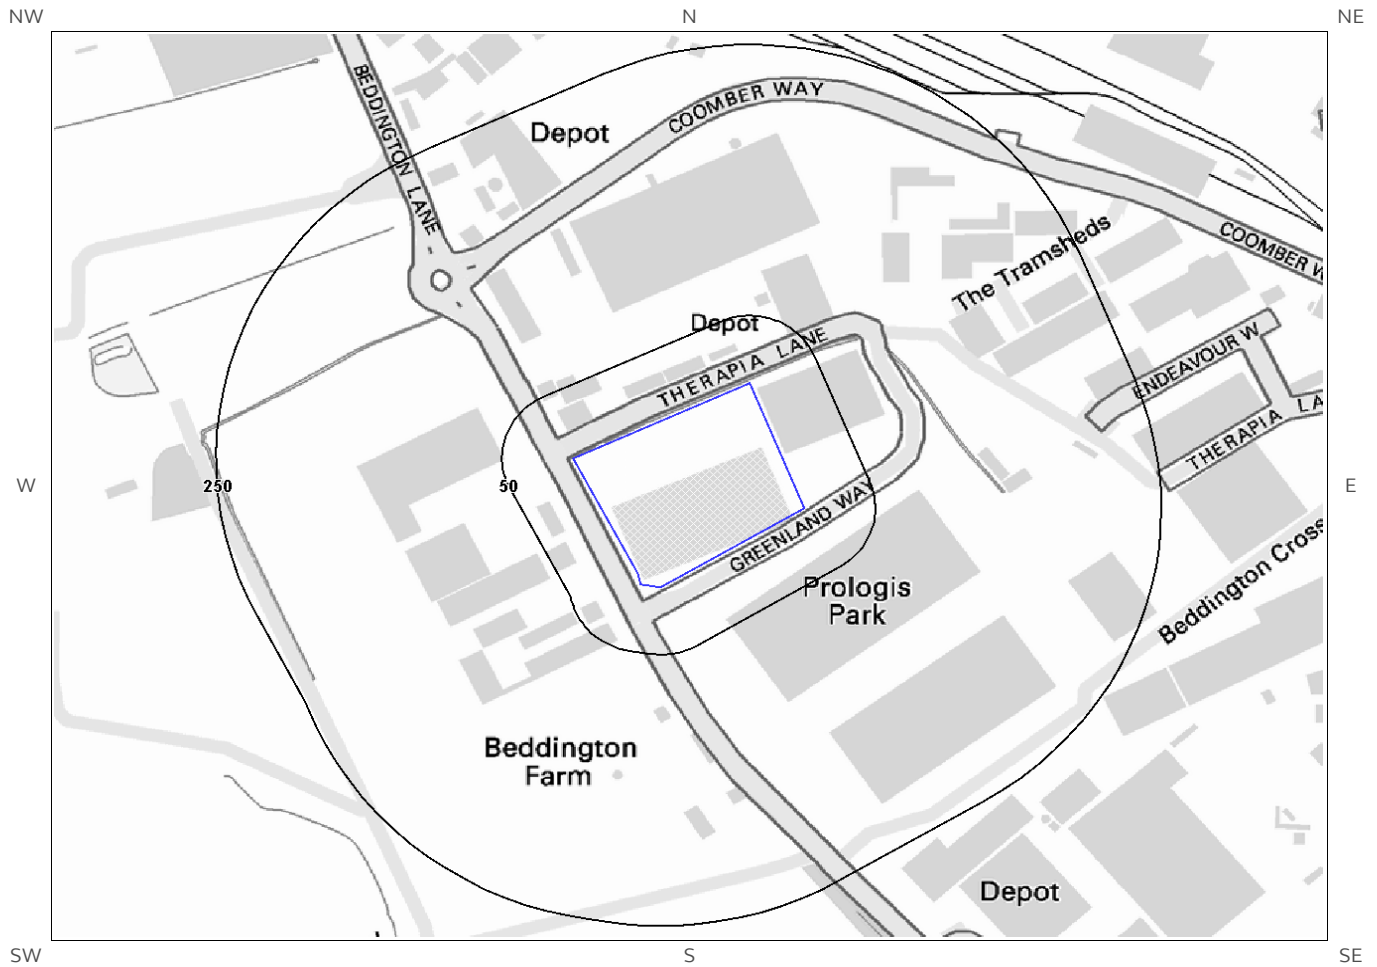 NW
N
NE
BEDDINGTON LANE
COOMBER WAY
Depot
The Tramsheds
COOMBER W
Depot
THERAPIA LANE
ENDEAVOUR W
THERAPIA LA
W
250
50
E
GREENLAND WAY
Prologis
Park
Beddington Cross
Beddington
Farm
Depot
SW
S
SE